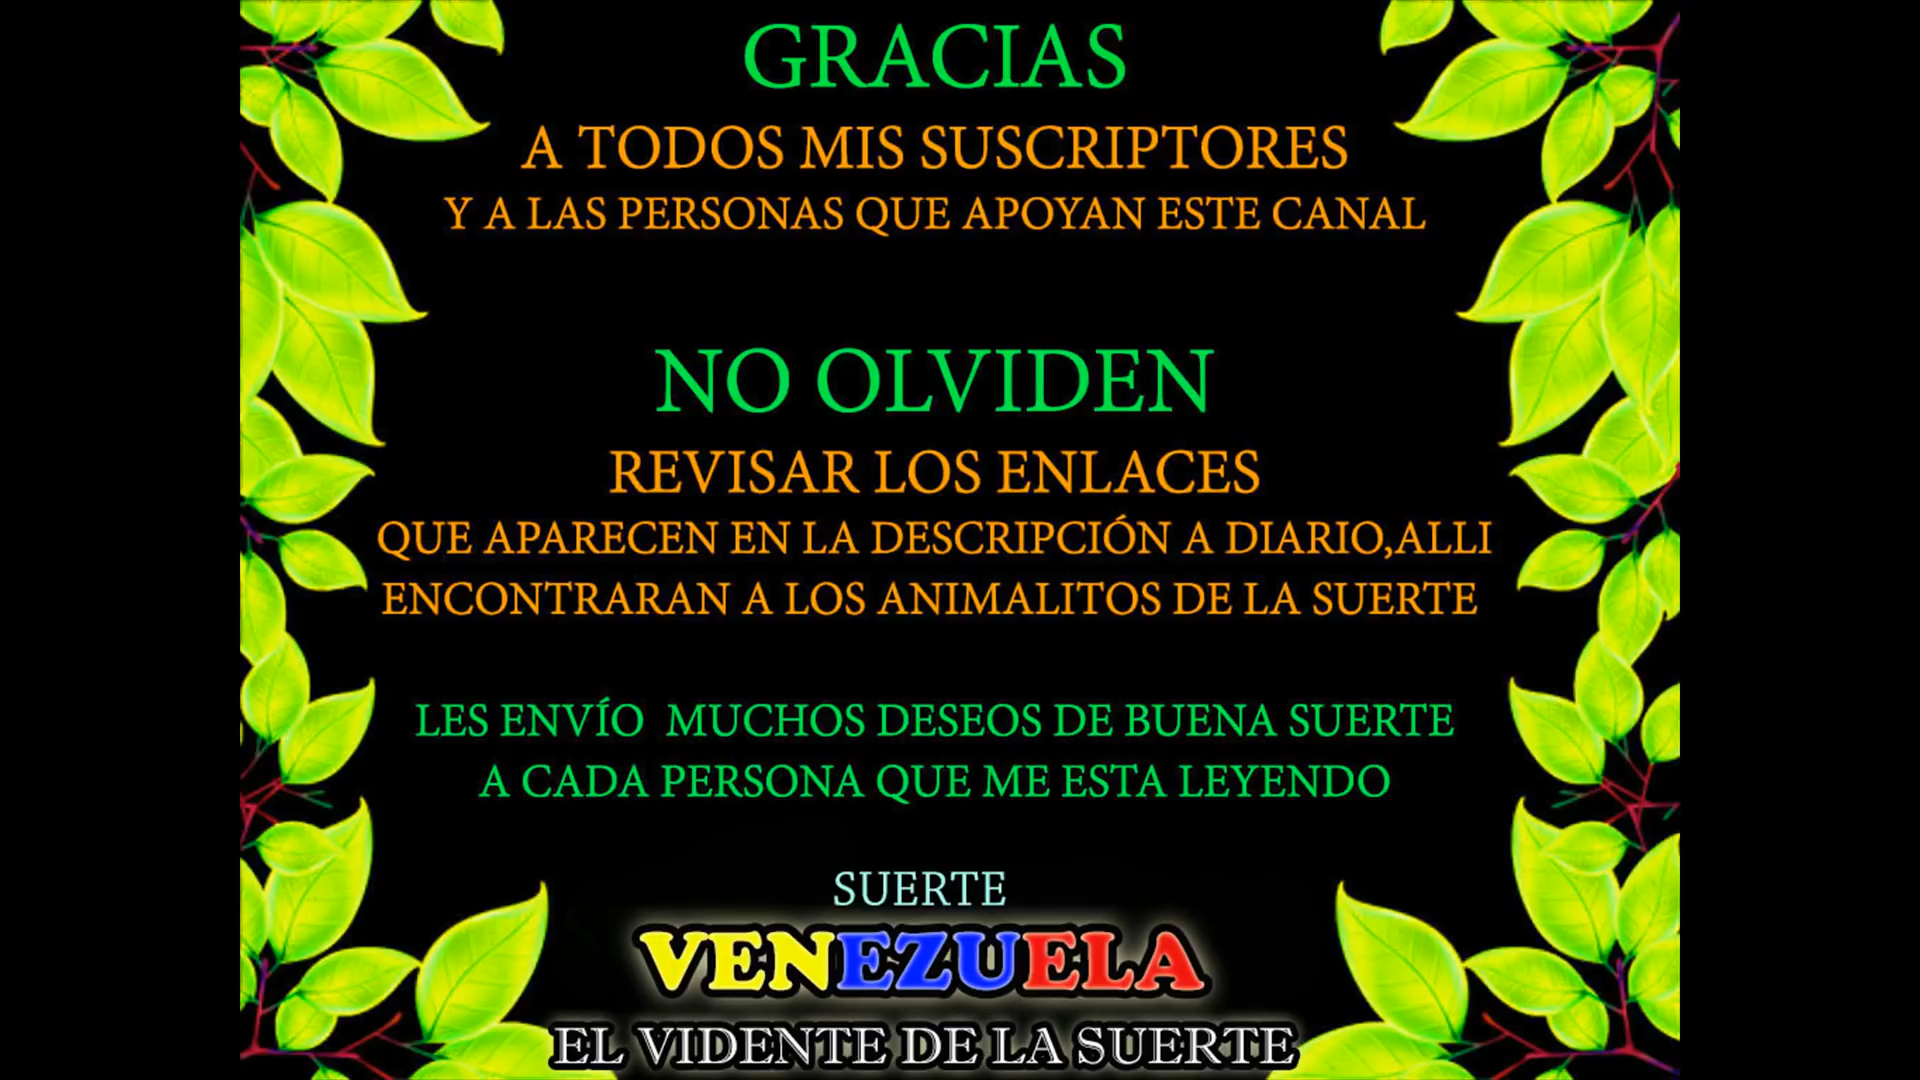 GRACIAS
A TODOS MIS SUSCRIPTORES
Y A LAS PERSONAS QUE APOYAN ESTE CANAL
NO OLVIDEN
REVISAR LOS ENLACES
QUE APARECEN EN LA DESCRIPCIÓN A DIARIO,ALLI
ENCONTRARAN A LOS ANIMALITOS DE LA SUERTE
LES ENVÍO MUCHOS DESEOS DE BUENA SUERTE
A CADA PERSONA QUE ME ESTA LEYENDO
SUERTE
VENEZUELA
EL VIDENTE DE LA SUERTE